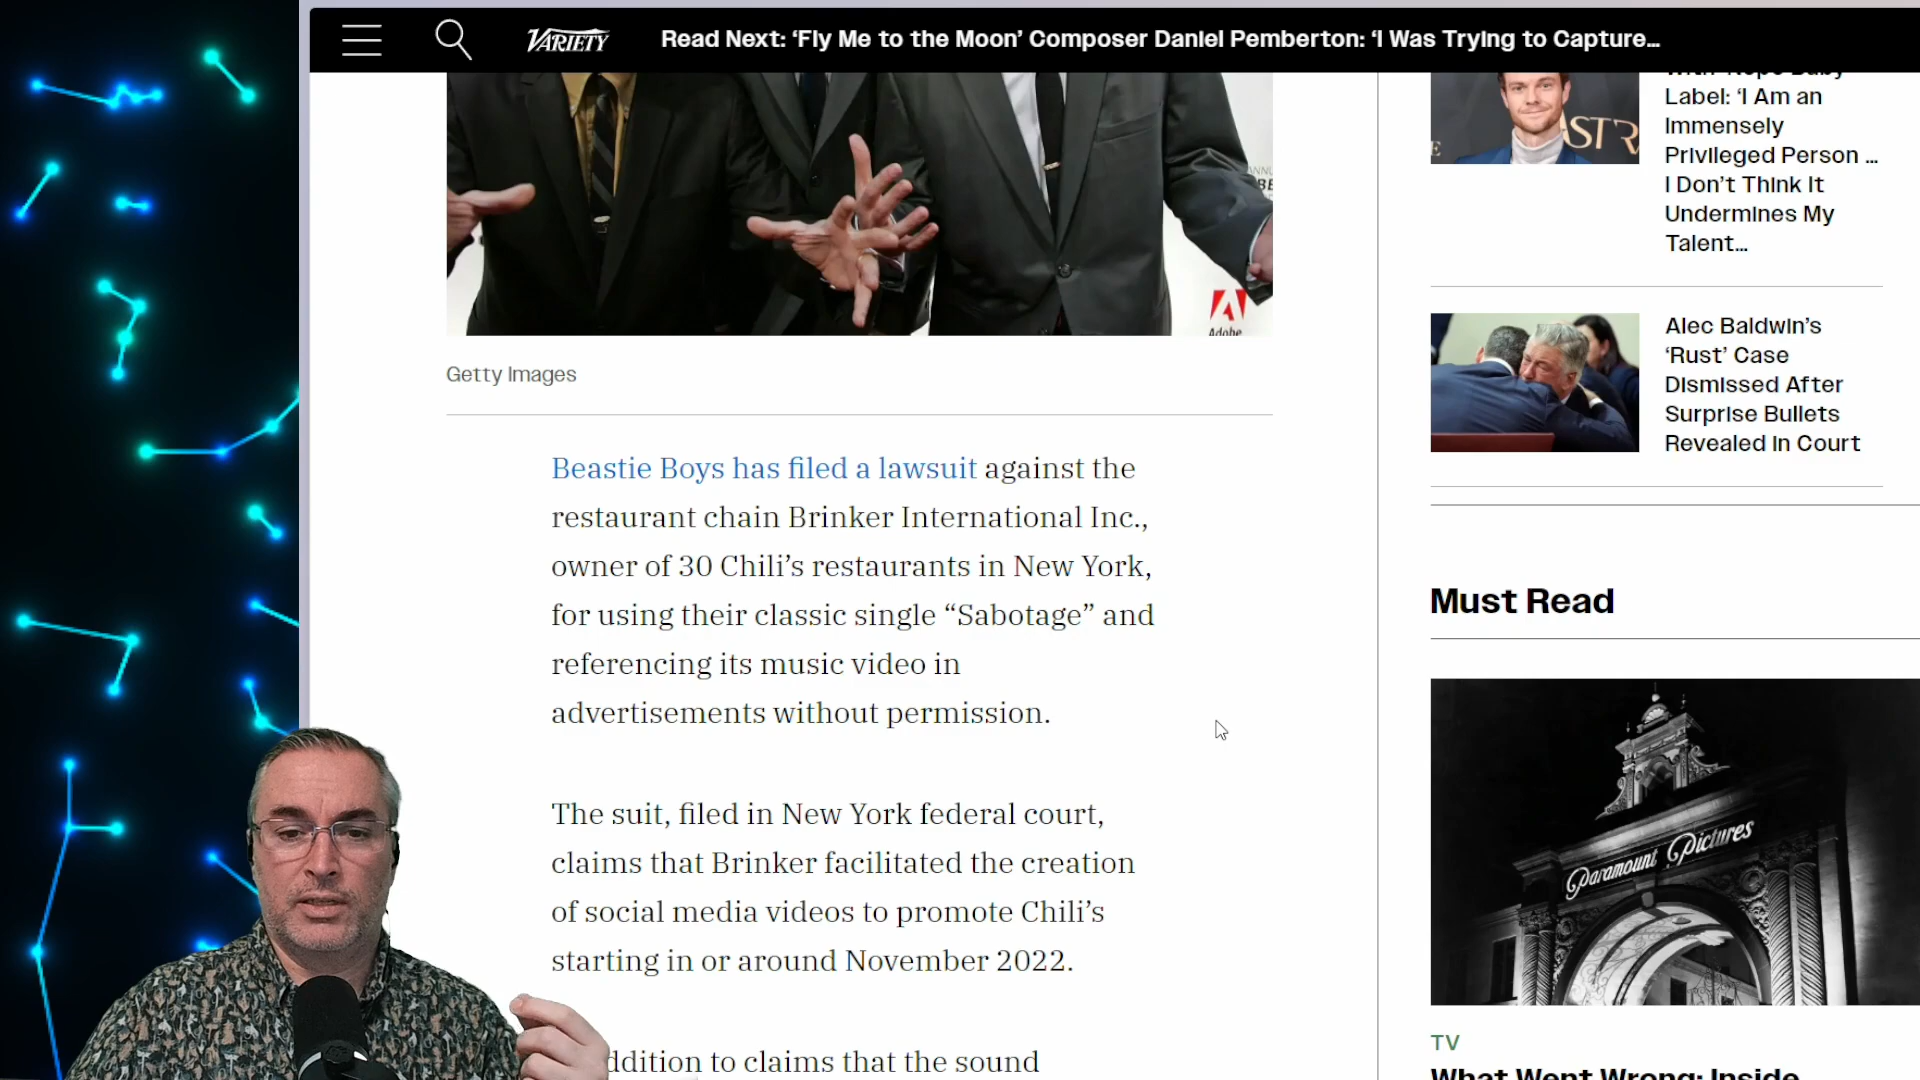 VARIETY
Read Next: ‘Fly Me to the Moon’ Composer Daniel Pemberton: ‘I Was Trying to Capture...
Adobe
Getty Images
Beastie Boys has filed a lawsuit against the
restaurant chain Brinker International Inc.,
owner of 30 Chili’s restaurants in New York,
for using their classic single “Sabotage” and
referencing its music video in
advertisements without permission.
The suit, filed in New York federal court,
claims that Brinker facilitated the creation
of social media videos to promote Chili’s
starting in or around November 2022.
ddition to claims that the sound
Label: ‘I Am an
Immensely
Privileged Person ...
I Don’t Think It
Undermines My
Talent...
Alec Baldwin’s
‘Rust’ Case
Dismissed After
Surprise Bullets
Revealed in Court
Must Read
Paramount Pictures
TV
What Went Wrong: Inside